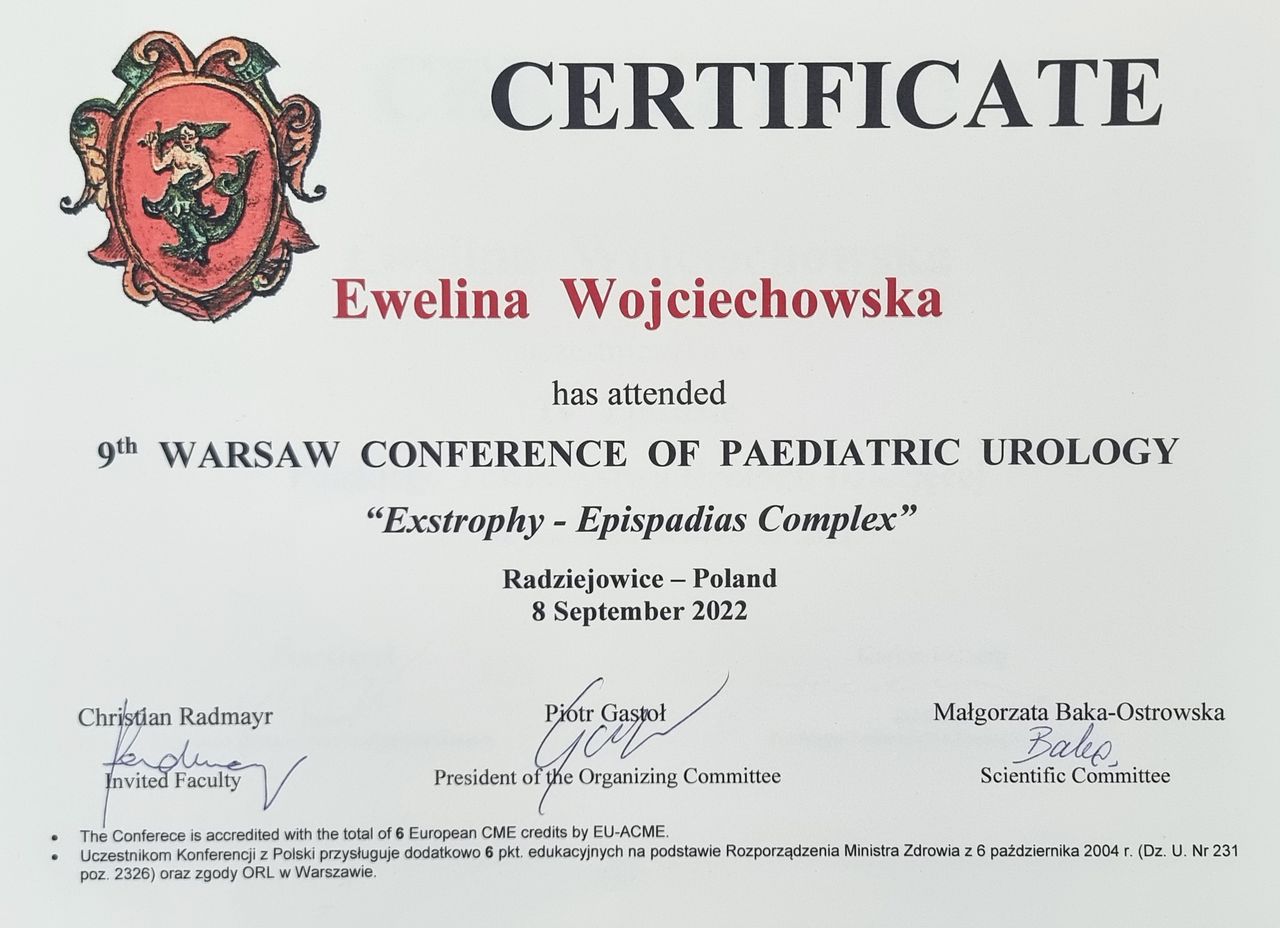 CERTIFICATE
Ewelina Wojciechowska
has attended
9th WARSAW CONFERENCE OF PAEDIATRIC UROLOGY
“Exstrophy - Epispadias Complex”
Radziejowice – Poland
8 September 2022
Christian Radmayr
Piotr Gastoł
Małgorzata Baka-Ostrowska
Invited Faculty
President of the Organizing Committee
Scientific Committee
• The Conferece is accredited with the total of 6 European CME credits by EU-ACME.
• Uczestnikom Konferencji z Polski przysługuje dodatkowo 6 pkt. edukacyjnych na podstawie Rozporządzenia Ministra Zdrowia z 6 października 2004 r. (Dz. U. Nr 231
poz. 2326) oraz zgody ORL w Warszawie.